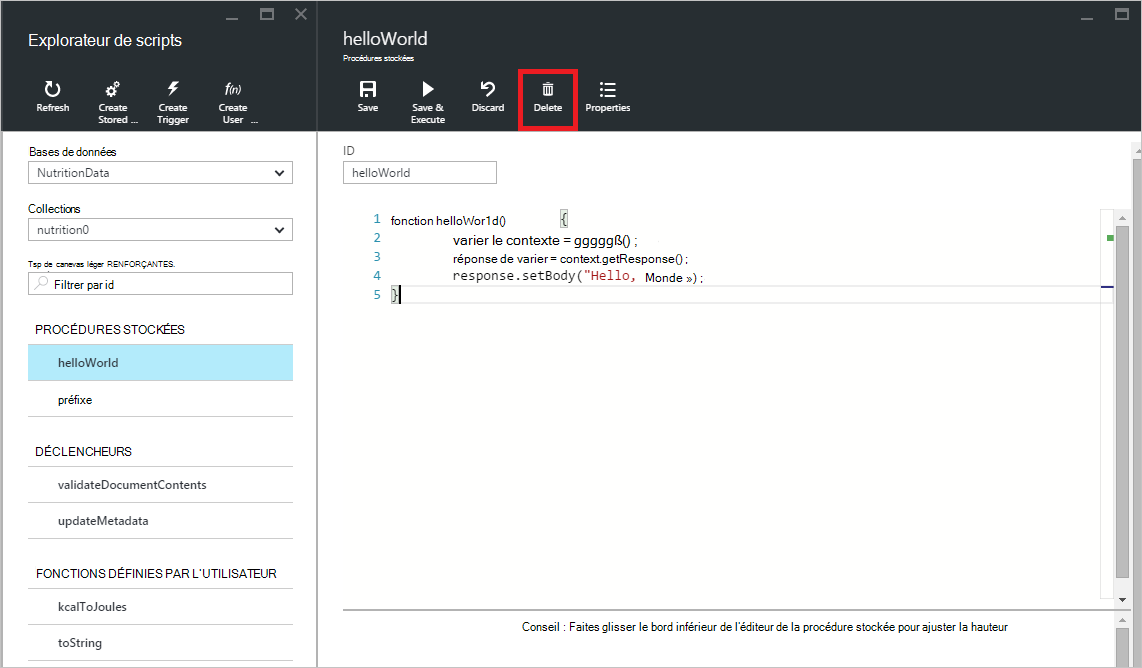 Explorateur de scripts
Refresh
Create Stored ...
Create Trigger
f(n)
Create User ...
Bases de données
NutritionData
Collections
nutrition0
Tsp de canevas léger RENFORÇANTES.
Filtrer par id
PROCÉDURES STOCKÉES
helloWorld
préfixe
DÉCLENCHEURS
validateDocumentContents
updateMetadata
FONCTIONS DÉFINIES PAR L'UTILISATEUR
kcalToJoules
toString
helloWorld
Procédures stockées
Save
Save & Execute
Discard
Delete
Properties
ID
helloWorld
1 fonction helloWor1d() {
2 varier le contexte = gggggß() ;
3 réponse de varier = context.getResponse() ;
4 response.setBody("Hello, Monde ») ;
5 }
Conseil : Faites glisser le bord inférieur de l'éditeur de la procédure stockée pour ajuster la hauteur